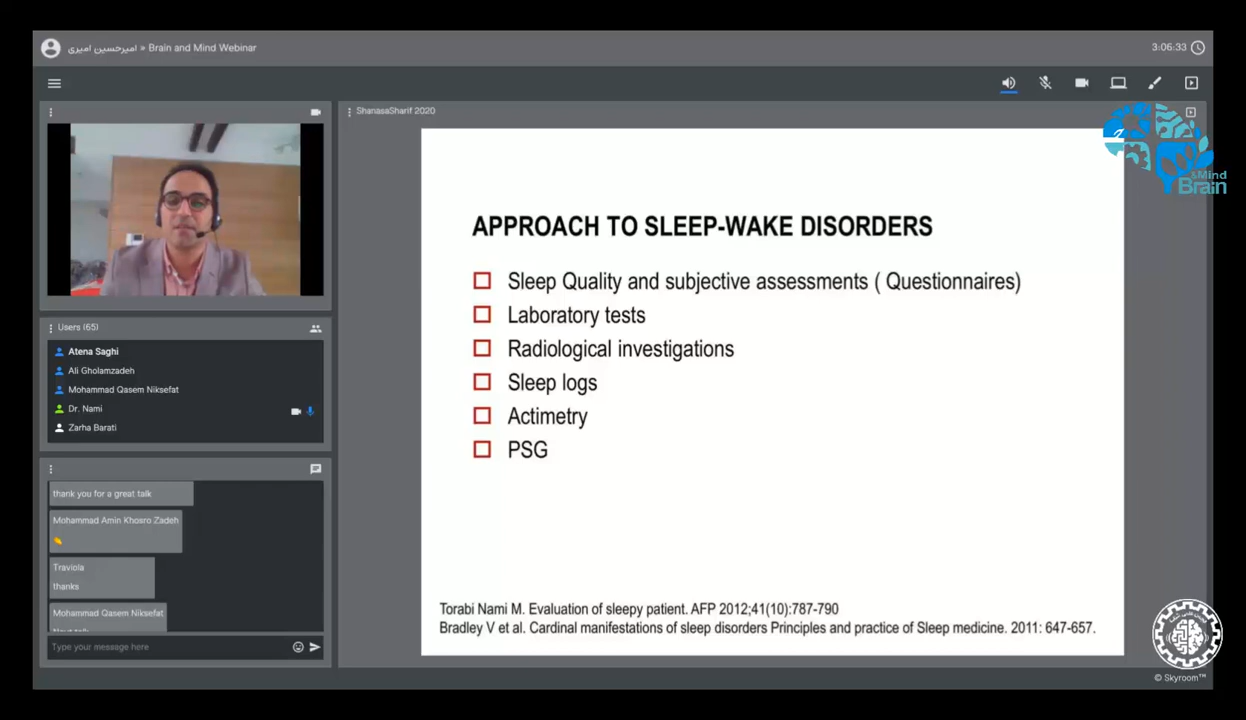 امیرحسین امیری » Brain and Mind Webinar
3:06:33
ShanasaSharif 2020
&Mind
Brain
APPROACH TO SLEEP-WAKE DISORDERS
Sleep Quality and subjective assessments ( Questionnaires)
Laboratory tests
Radiological investigations
Sleep logs
Actimetry
PSG
Torabi Nami M. Evaluation of sleepy patient. AFP 2012;41(10):787-790
Bradley V et al. Cardinal manifestations of sleep disorders Principles and practice of Sleep medicine. 2011: 647-657.
Users (65)
Atena Saghi
Ali Gholamzadeh
Mohammad Qasem Niksefat
Dr. Nami
Zarha Barati
thank you for a great talk
Mohammad Amin Khosro Zadeh
Traviola
thanks
Mohammad Qasem Niksefat
Type your message here
© Skyroom™